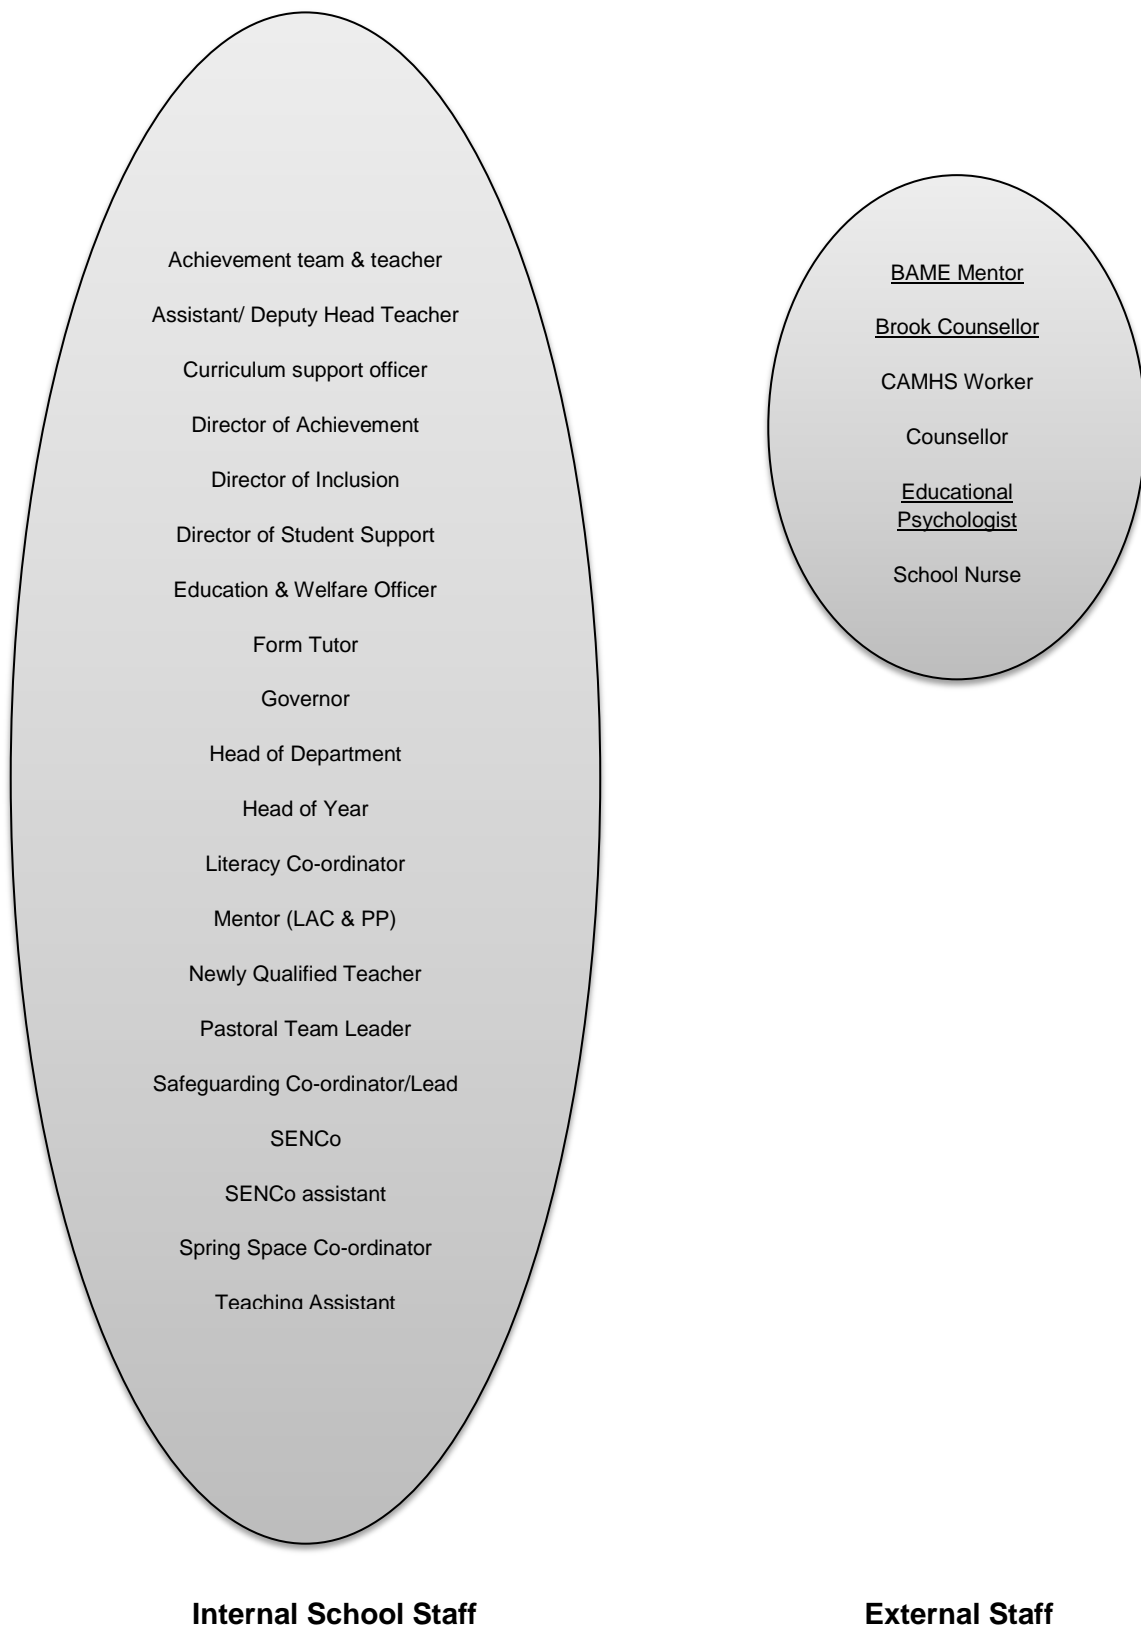 Achievement team & teacher
Assistant/ Deputy Head Teacher
Curriculum support officer
Director of Achievement
Director of Inclusion
Director of Student Support
Education & Welfare Officer
Form Tutor
Governor
Head of Department
Head of Year
Literacy Co-ordinator
Mentor (LAC & PP)
Newly Qualified Teacher
Pastoral Team Leader
Safeguarding Co-ordinator/Lead
SENCo
SENCo assistant
Spring Space Co-ordinator
Teaching Assistant
Internal School Staff
BAME Mentor
Brook Counsellor
CAMHS Worker
Counsellor
Educational
Psychologist
School Nurse
External Staff